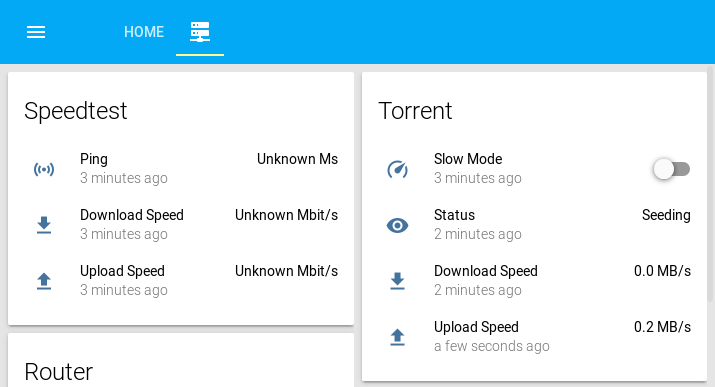 HOME
Speedtest
Ping Unknown Ms
3 minutes ago
Download Speed Unknown Mbit/s
3 minutes ago
Upload Speed Unknown Mbit/s
3 minutes ago
Router
Torrent
Slow Mode
3 minutes ago
Status Seeding
2 minutes ago
Download Speed 0.0 MB/s
2 minutes ago
Upload Speed 0.2 MB/s
a few seconds ago